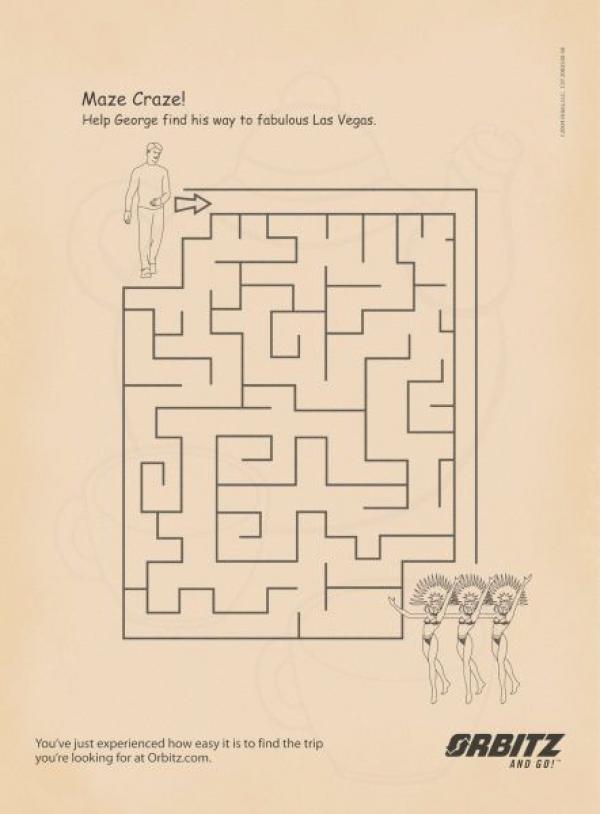 Maze Craze!
Help George find his way to fabulous Las Vegas.
You've just experienced how easy it is to find the trip
you're looking for at Orbitz.com.
ORBITZ
AND GO!™